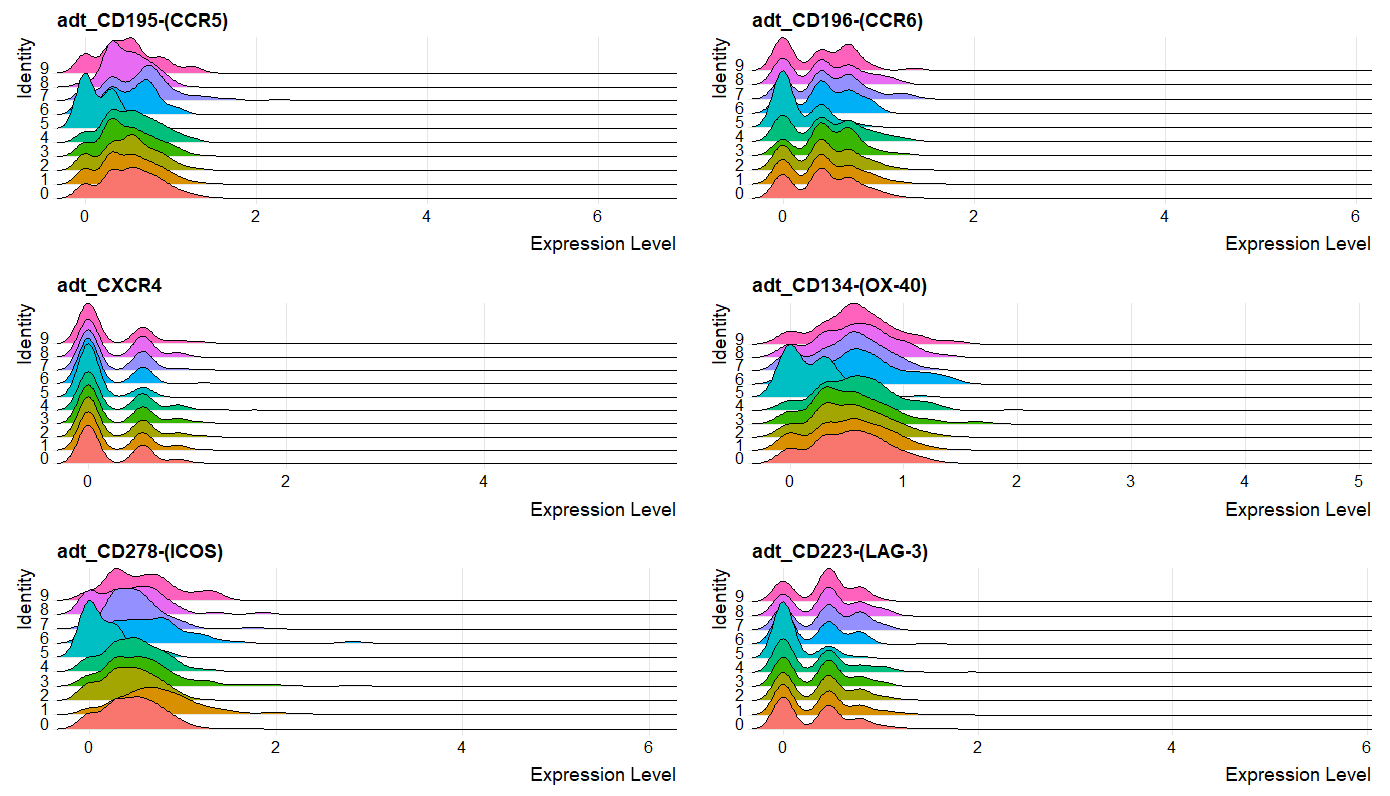 adt_CD195-(CCR5)
Identity
9
8
7
6
5
4
3
2
1
0
0 2 4 6
Expression Level
adt_CD196-(CCR6)
Identity
9
8
7
6
5
4
3
2
1
0
0 2 4 6
Expression Level
adt_CXCR4
Identity
9
8
7
6
5
4
3
2
1
0
0 2 4
Expression Level
adt_CD134-(OX-40)
Identity
9
8
7
6
5
4
3
2
1
0
0 1 2 3 4 5
Expression Level
adt_CD278-(ICOS)
Identity
9
8
7
6
5
4
3
2
1
0
0 2 4 6
Expression Level
adt_CD223-(LAG-3)
Identity
9
8
7
6
5
4
3
2
1
0
0 2 4 6
Expression Level